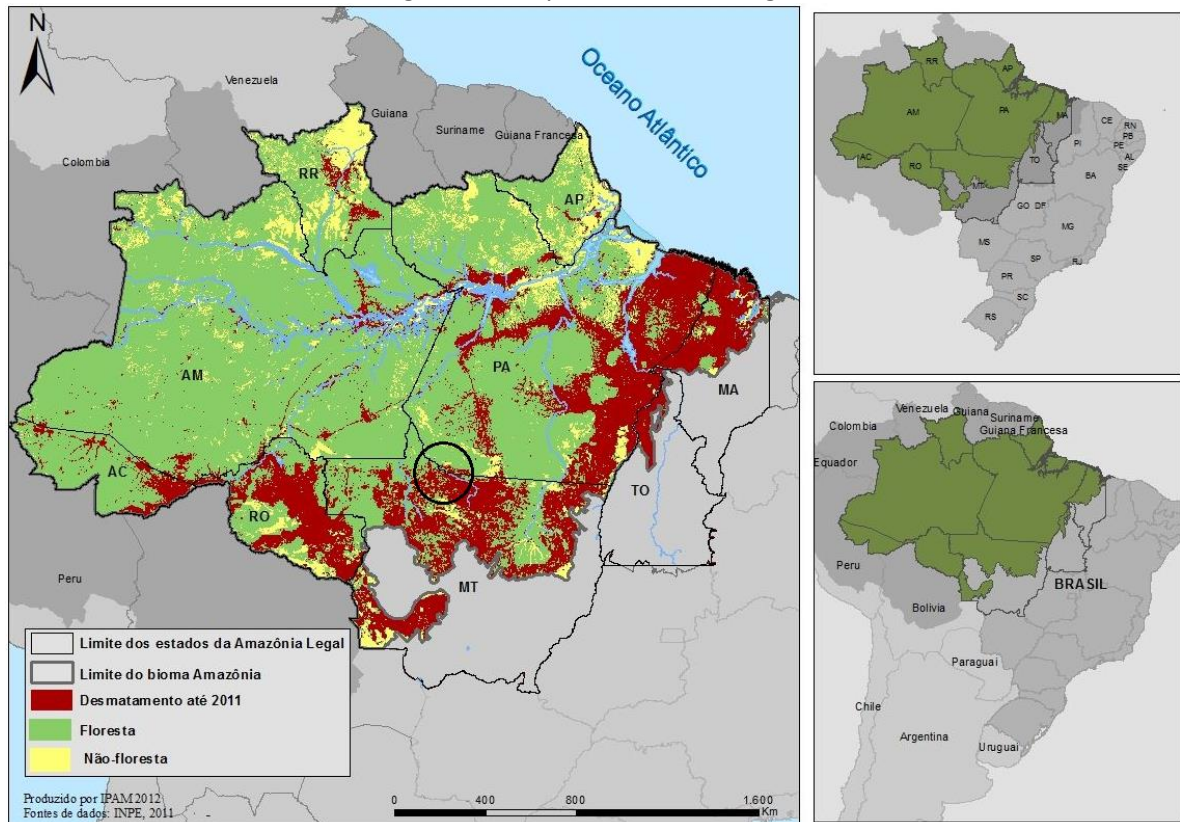 N
Oceano Atlântico
Venezuela
Guiana
Suriname
Guiana Francesa
Colombia
RR
AP
AM
PA
MA
AC
RO
TO
MT
Peru
Limite dos estados da Amazônia Legal
Limite do bioma Amazônia
Desmatamento até 2011
Floresta
Não-floresta
Produzido por IPAM 2012
Fontes de dados: INPE, 2011
0 400 800 1.600
Km
RR
AP
AM
PA
MA
CE
RN
PB
PE
PI
AL
SE
AC
RO
TO
BA
GO DF
MS
MG
SP
RJ
PR
SC
RS
Venezuela
Guiana
Suriname
Guiana Francesa
Colombia
Equador
Peru
BRASIL
Bolivia
Paraguai
Chile
Argentina
Uruguai